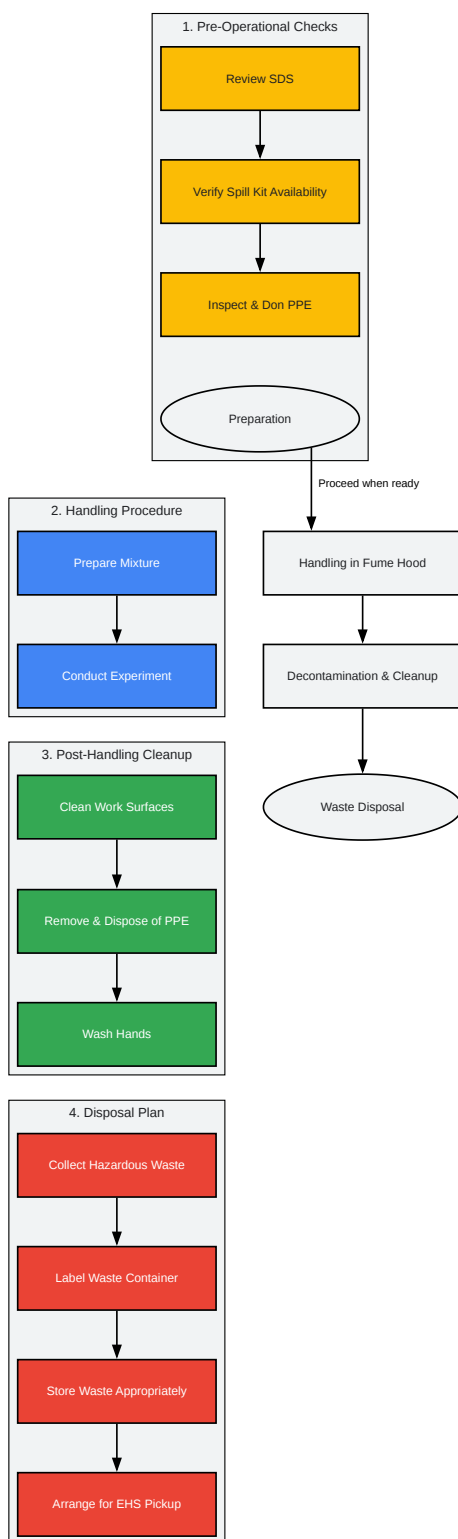 1. Pre-Operational Checks
Review SDS
Verify Spill Kit Availability
Inspect & Don PPE
Preparation
Proceed when ready
2. Handling Procedure
Prepare Mixture
Conduct Experiment
Handling in Fume Hood
Decontamination & Cleanup
Waste Disposal
3. Post-Handling Cleanup
Clean Work Surfaces
Remove & Dispose of PPE
Wash Hands
4. Disposal Plan
Collect Hazardous Waste
Label Waste Container
Store Waste Appropriately
Arrange for EHS Pickup